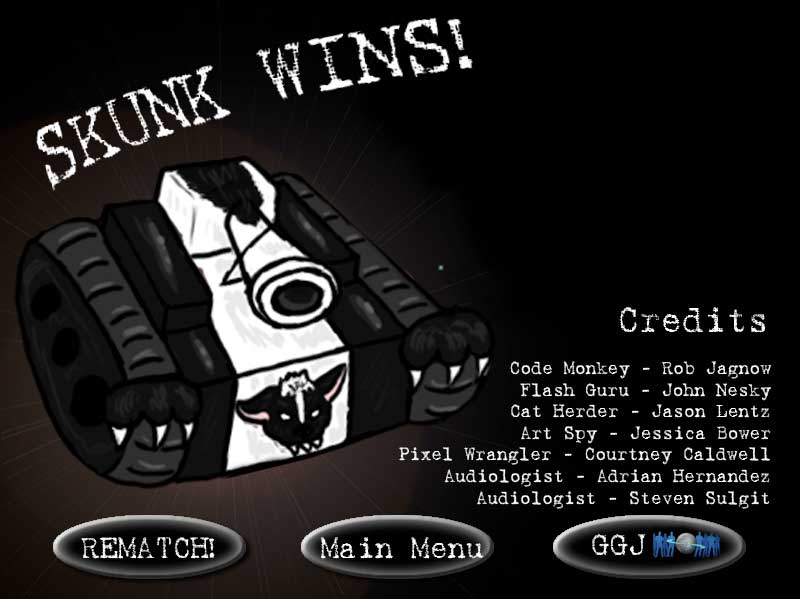 SKUNK WINS!
Credits
Code Monkey - Rob Jagnow
Flash Guru - John Nesky
Cat Herder - Jason Lentz
Art Spy - Jessica Bower
Pixel Wrangler - Courtney Caldwell
Audiologist - Adrian Hernandez
Audiologist - Steven Sulgit
REMATCH!
Main Menu
GGJ